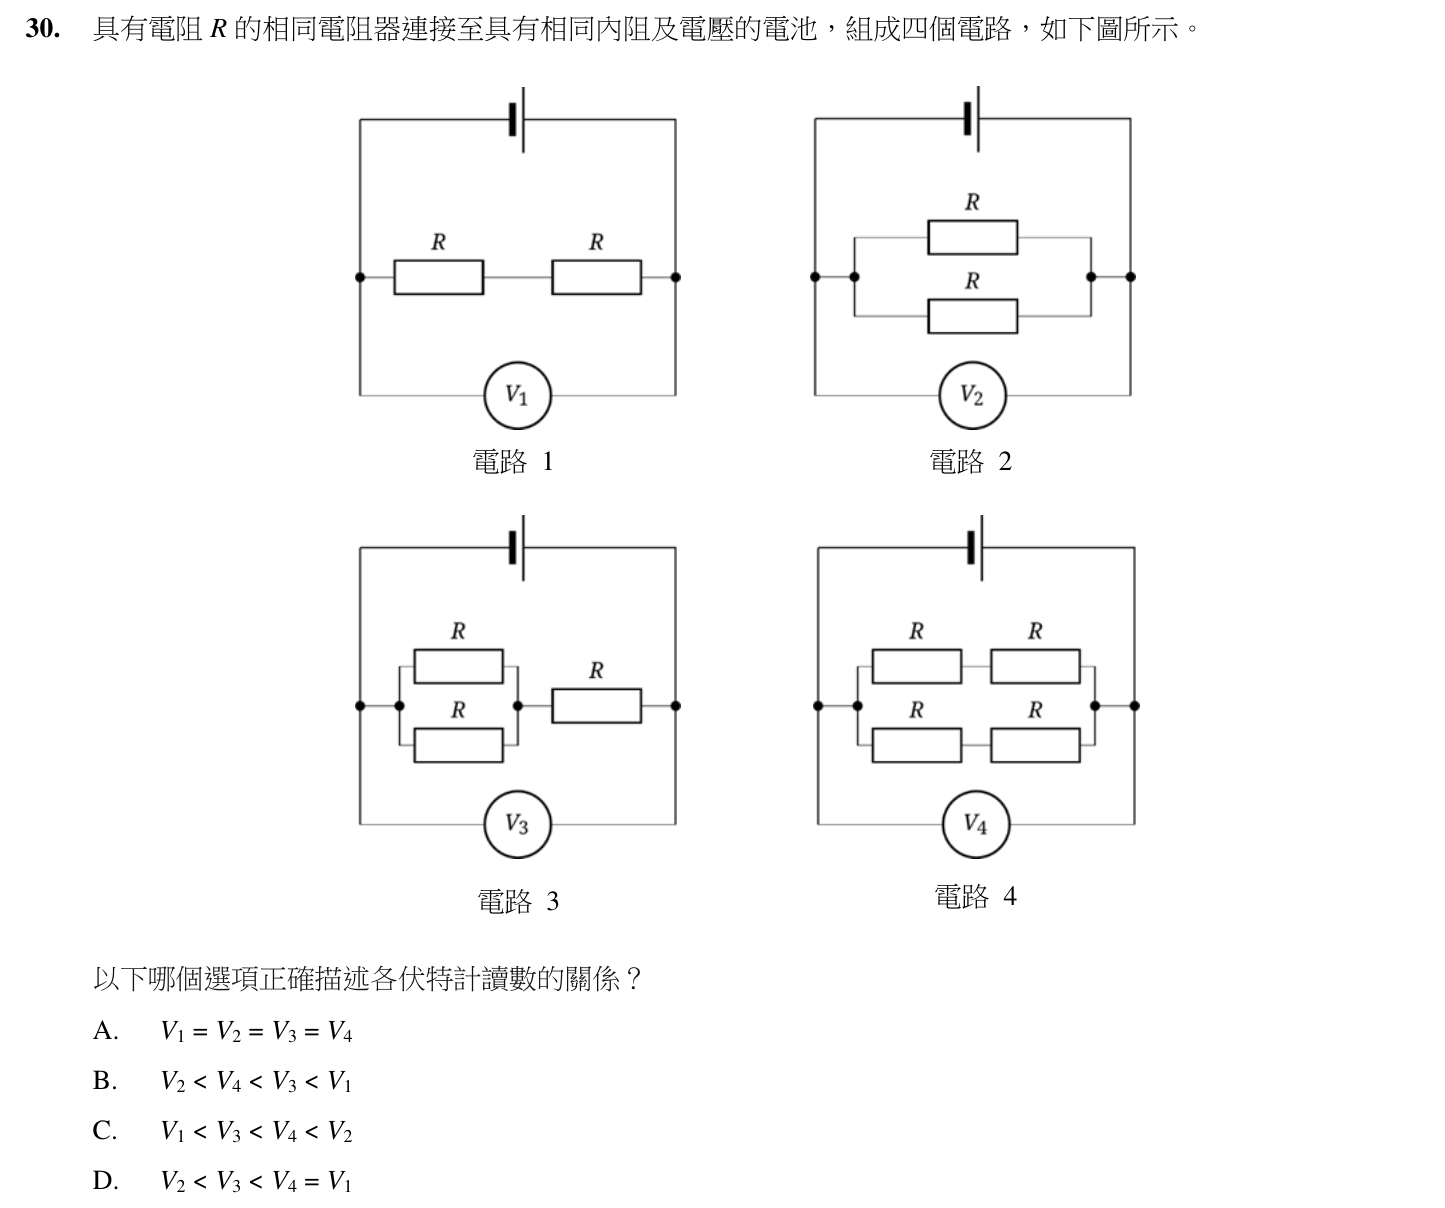 30. 具有電阻 R 的相同電阻器連接至具有相同內阻及電壓的電池，組成四個電路，如下圖所示。
R R
V₁
電路 1
R
R
V₂
電路 2
R
R
R
V₃
電路 3
R R
R R
V₄
電路 4
以下哪個選項正確描述各伏特計讀數的關係？
A. V₁ = V₂ = V₃ = V₄
B. V₂ < V₄ < V₃ < V₁
C. V₁ < V₃ < V₄ < V₂
D. V₂ < V₃ < V₄ = V₁